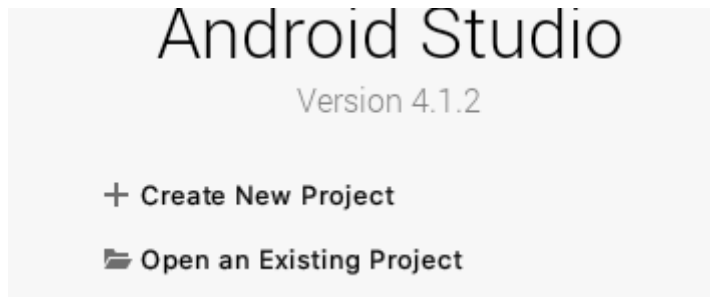 Android Studio
Version 4.1.2
Create New Project
Open an Existing Project